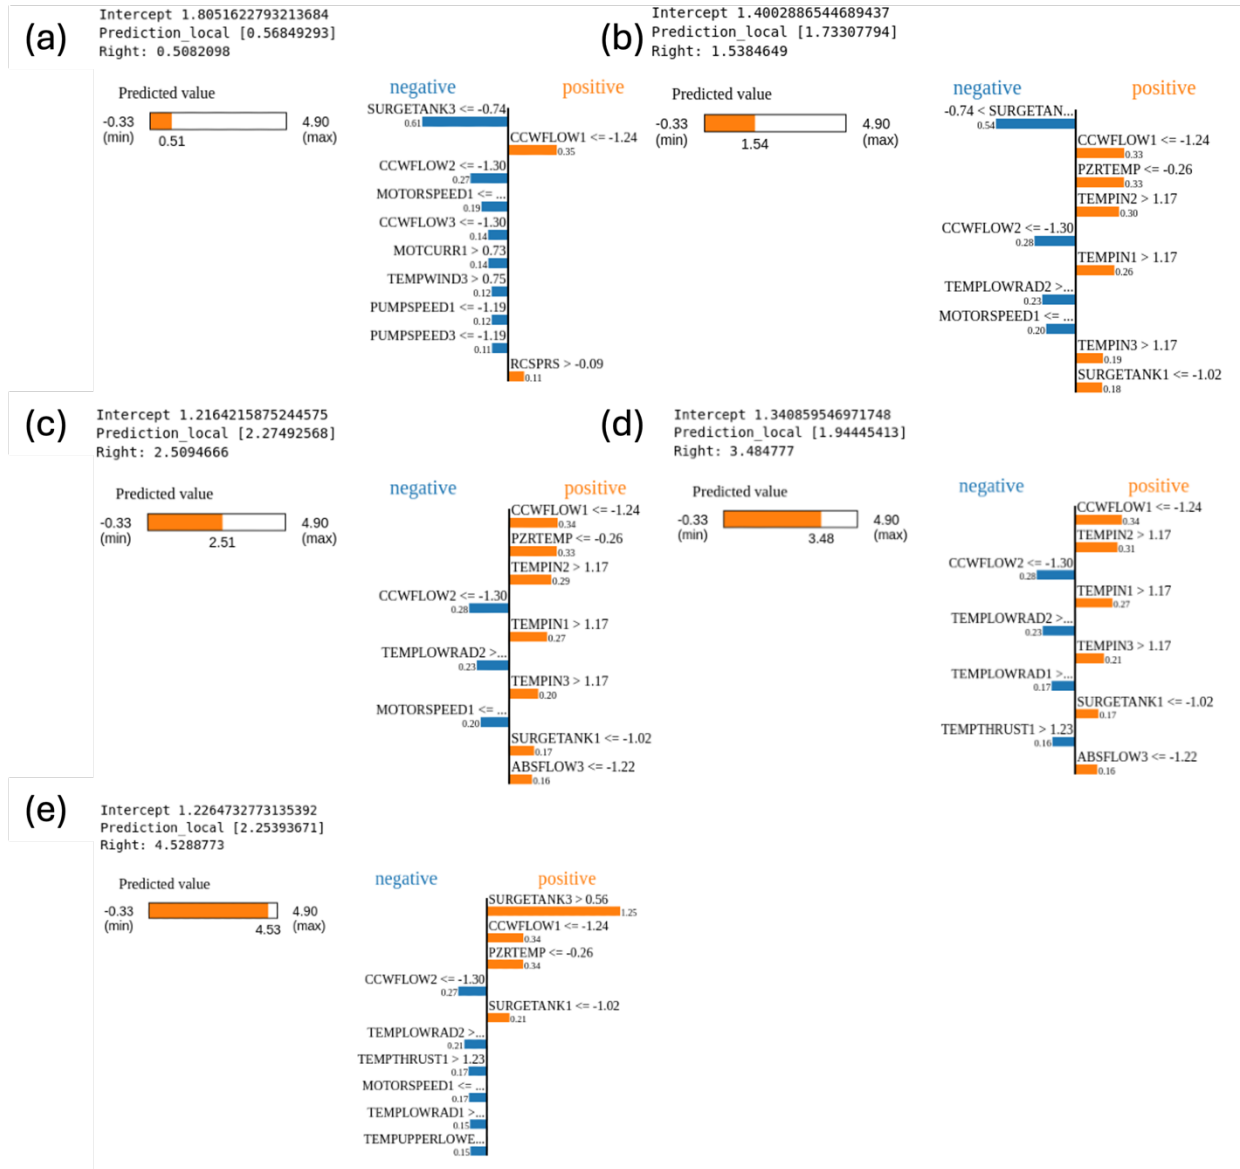 (a)
Intercept 1.8051622793213684
Prediction_local [0.56849293]
Right: 0.5082098
Predicted value
-0.33
(min)
0.51
4.90
(max)
negative
positive
SURGETANK3 <= -0.74
0.61
CCWFLOW1 <= -1.24
0.35
CCWFLOW2 <= -1.30
0.27
MOTORSPEED1 <= ...
0.19
CCWFLOW3 <= -1.30
0.14
MOTCURR1 > 0.73
0.14
TEMPWIND3 > 0.75
0.12
PUMPSPEED1 <= -1.19
0.12
PUMPSPEED3 <= -1.19
0.11
RCSPRS > -0.09
0.11
(b)
Intercept 1.4002886544689437
Prediction_local [1.73307794]
Right: 1.5384649
Predicted value
-0.33
(min)
1.54
4.90
(max)
negative
positive
-0.74 < SURGETAN...
0.54
CCWFLOW1 <= -1.24
0.33
PZRTEMP <= -0.26
0.33
TEMPIN2 > 1.17
0.30
CCWFLOW2 <= -1.30
0.28
TEMPIN1 > 1.17
0.26
TEMPLOWRAD2 >...
0.23
MOTORSPEED1 <= ...
0.20
TEMPIN3 > 1.17
0.19
SURGETANK1 <= -1.02
0.18
(c)
Intercept 1.2164215875244575
Prediction_local [2.27492568]
Right: 2.5094666
Predicted value
-0.33
(min)
2.51
4.90
(max)
negative
positive
CCWFLOW1 <= -1.24
0.34
PZRTEMP <= -0.26
0.33
TEMPIN2 > 1.17
0.29
CCWFLOW2 <= -1.30
0.28
TEMPIN1 > 1.17
0.27
TEMPLOWRAD2 >...
0.23
TEMPIN3 > 1.17
0.20
MOTORSPEED1 <= ...
0.20
SURGETANK1 <= -1.02
0.17
ABSFLOW3 <= -1.22
0.16
(d)
Intercept 1.340859546971748
Prediction_local [1.94445413]
Right: 3.484777
Predicted value
-0.33
(min)
3.48
4.90
(max)
negative
positive
CCWFLOW1 <= -1.24
0.34
TEMPIN2 > 1.17
0.31
CCWFLOW2 <= -1.30
0.28
TEMPIN1 > 1.17
0.27
TEMPLOWRAD2 >...
0.23
TEMPIN3 > 1.17
0.21
TEMPLOWRAD1 >...
0.17
SURGETANK1 <= -1.02
0.17
TEMPTHRUST1 > 1.23
0.16
ABSFLOW3 <= -1.22
0.16
(e)
Intercept 1.2264732773135392
Prediction_local [2.25393671]
Right: 4.5288773
Predicted value
-0.33
(min)
4.53
4.90
(max)
negative
positive
SURGETANK3 > 0.56
1.25
CCWFLOW1 <= -1.24
0.34
PZRTEMP <= -0.26
0.34
CCWFLOW2 <= -1.30
0.27
SURGETANK1 <= -1.02
0.21
TEMPLOWRAD2 >...
0.21
TEMPTHRUST1 > 1.23
0.17
MOTORSPEED1 <= ...
0.17
TEMPLOWRAD1 >...
0.15
TEMPUPPERLOWE...
0.15